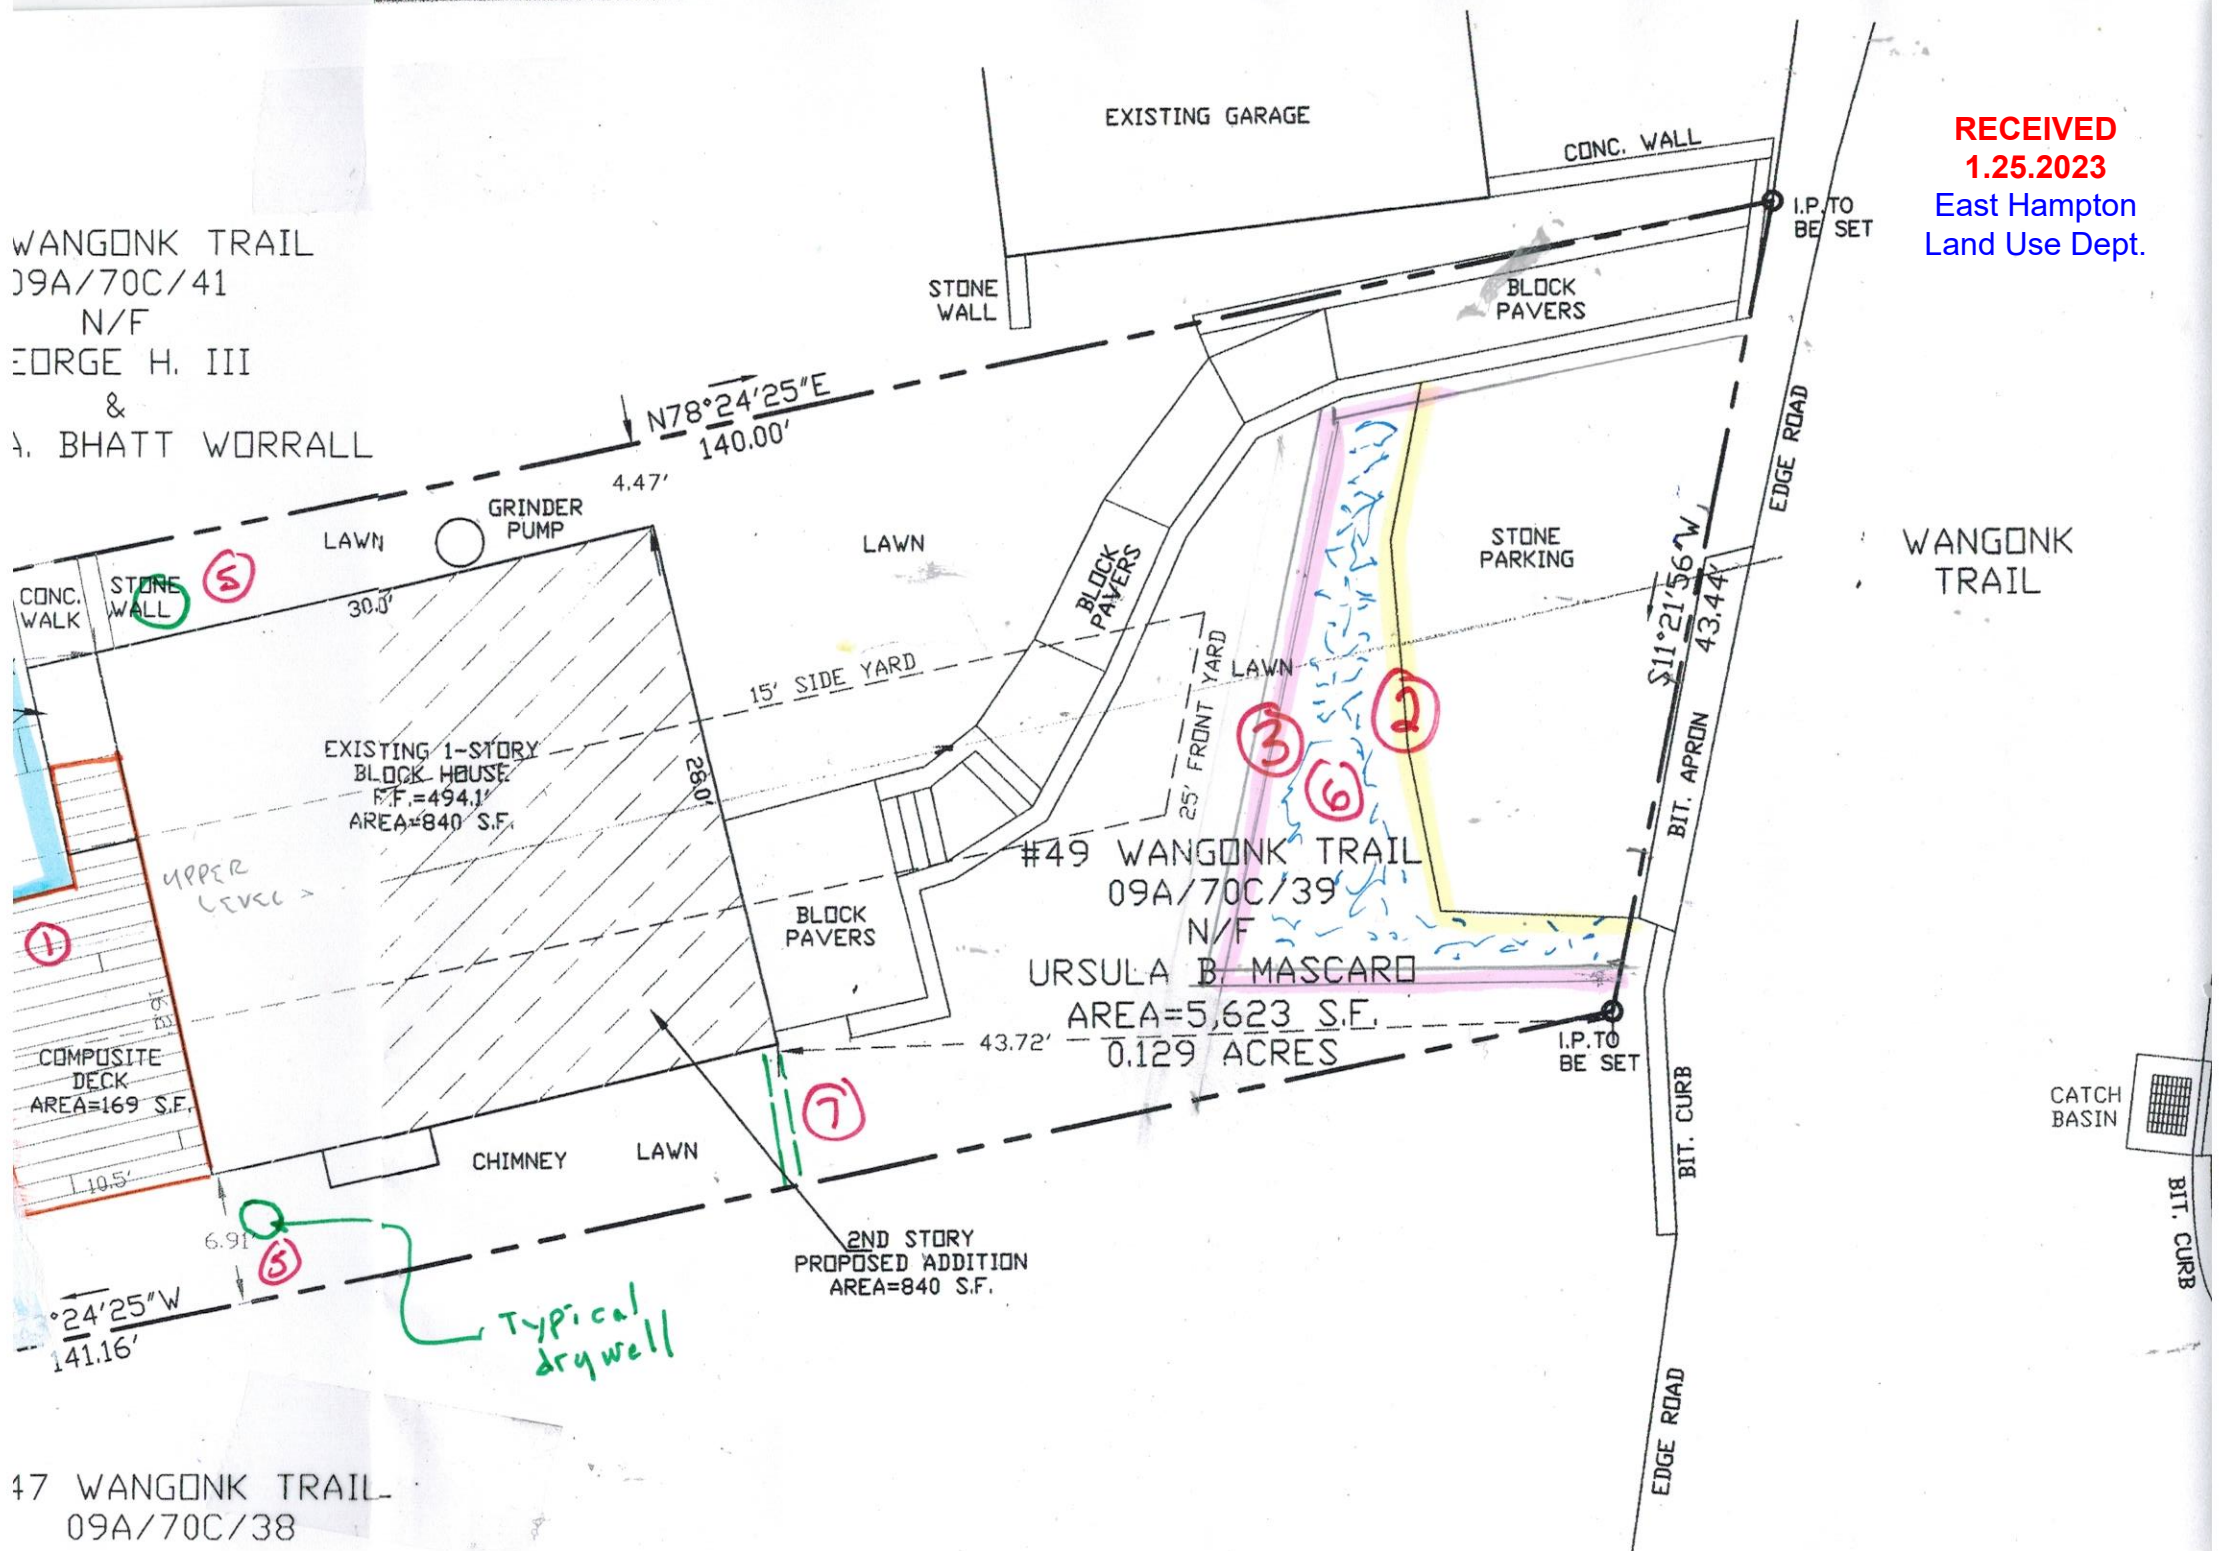 EXISTING GARAGE
CONC. WALL
RECEIVED
1.25.2023
East Hampton
Land Use Dept.
I.P. TO
BE SET
WANGONK TRAIL
09A/70C/41
N/F
EORGE H. III
&
A. BHATT WORRALL
STONE
WALL
BLOCK
PAVERS
N78°24'25"E
140.00'
4.47'
GRINDER
PUMP
LAWN
LAWN
EDGE ROAD
STONE
PARKING
WANGONK
TRAIL
CONC.
WALK
STONE
WALL
5
30.0'
BLOCK
PAVERS
S11°21'56"W
43.44'
15' SIDE YARD
25' FRONT YARD
LAWN
2
3
6
EXISTING 1-STORY
BLOCK HOUSE
F.F.=494.1'
AREA=840 S.F.
28.0'
BIT. APRON
UPPER
LEVEL >
#49 WANGONK TRAIL
09A/70C/39
N/F
URSULA B. MASCARO
AREA=5,623 S.F.
0.129 ACRES
BLOCK
PAVERS
1
COMPOSITE
DECK
AREA=169 S.F.
10.5'
43.72'
I.P. TO
BE SET
7
CATCH
BASIN
BIT. CURB
BIT. CURB
CHIMNEY
LAWN
6.91'
5
2ND STORY
PROPOSED ADDITION
AREA=840 S.F.
°24'25"W
141.16'
Typical
drywell
EDGE ROAD
47 WANGONK TRAIL
09A/70C/38